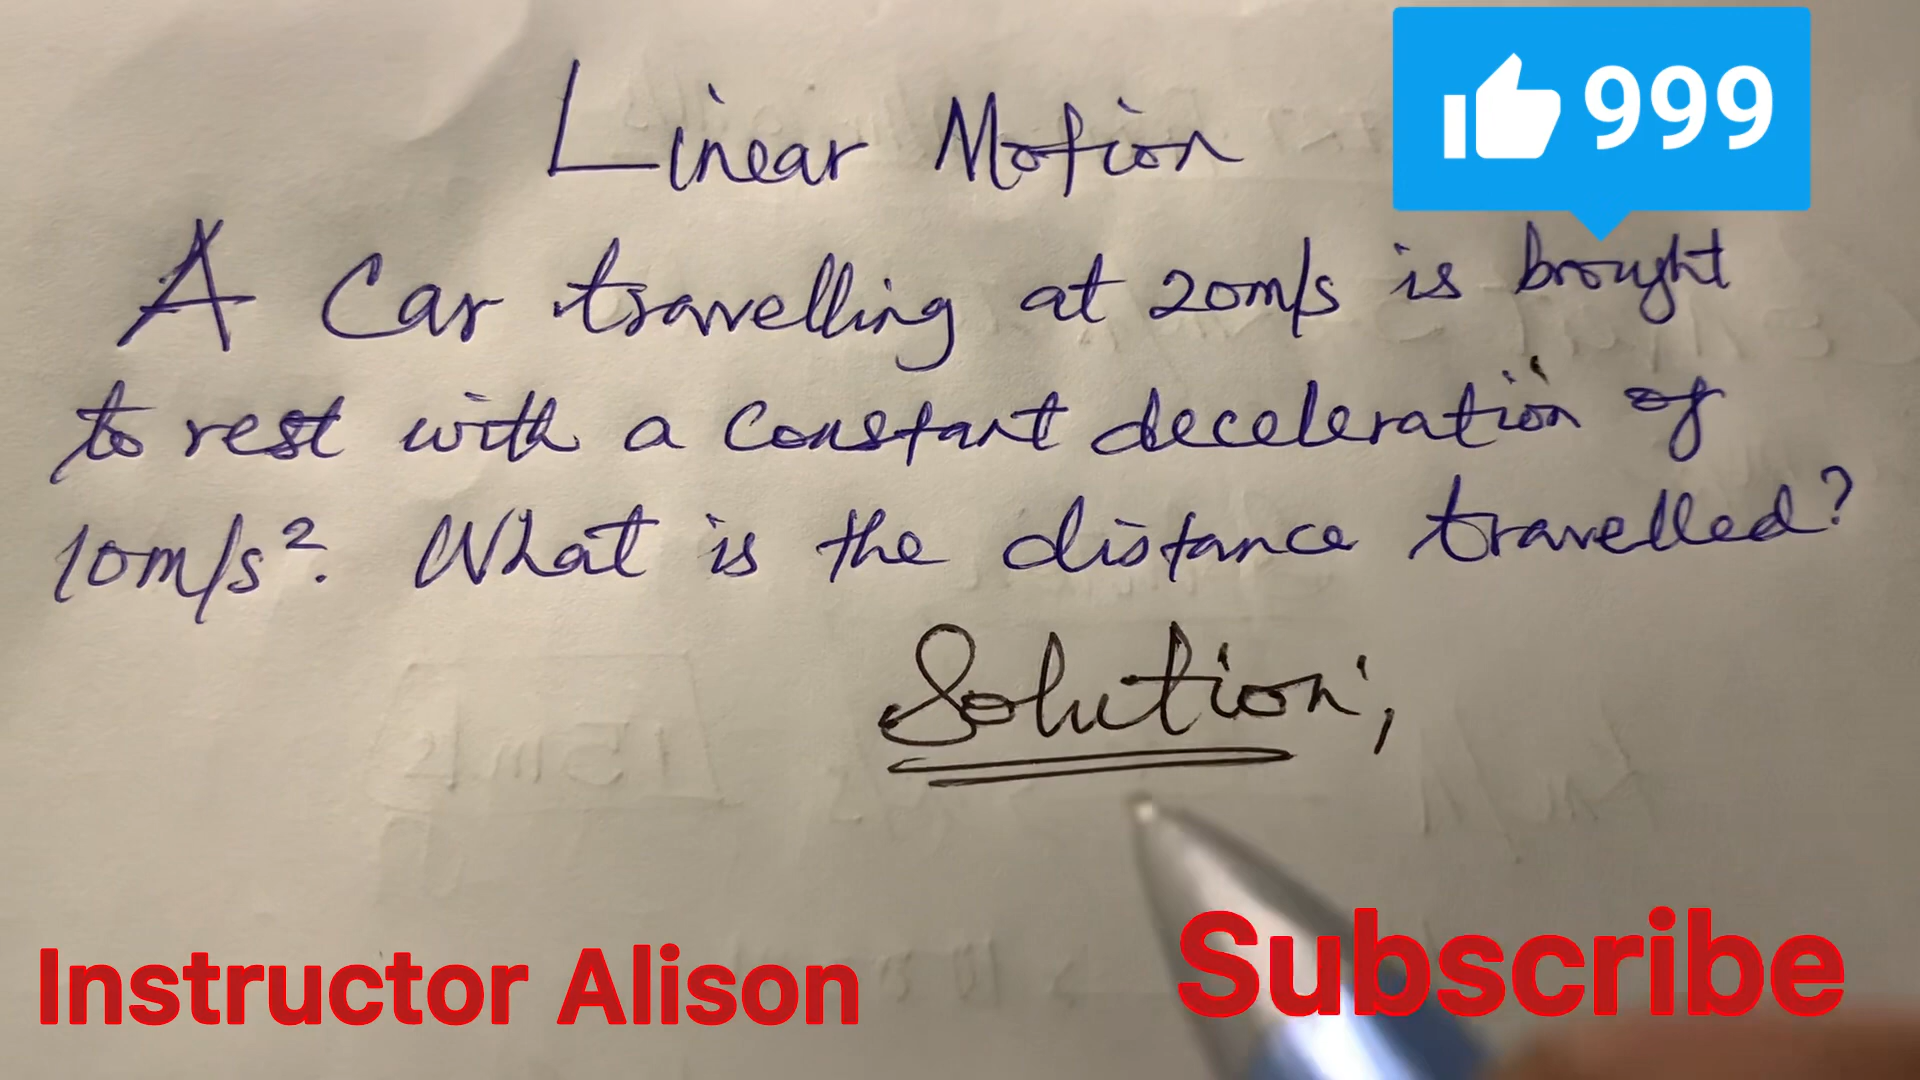 999
Linear Motion
A Car travelling at 20m/s is brought
to rest with a constant deceleration of
10m/s². What is the distance travelled?
Solution;
Instructor Alison
Subscribe